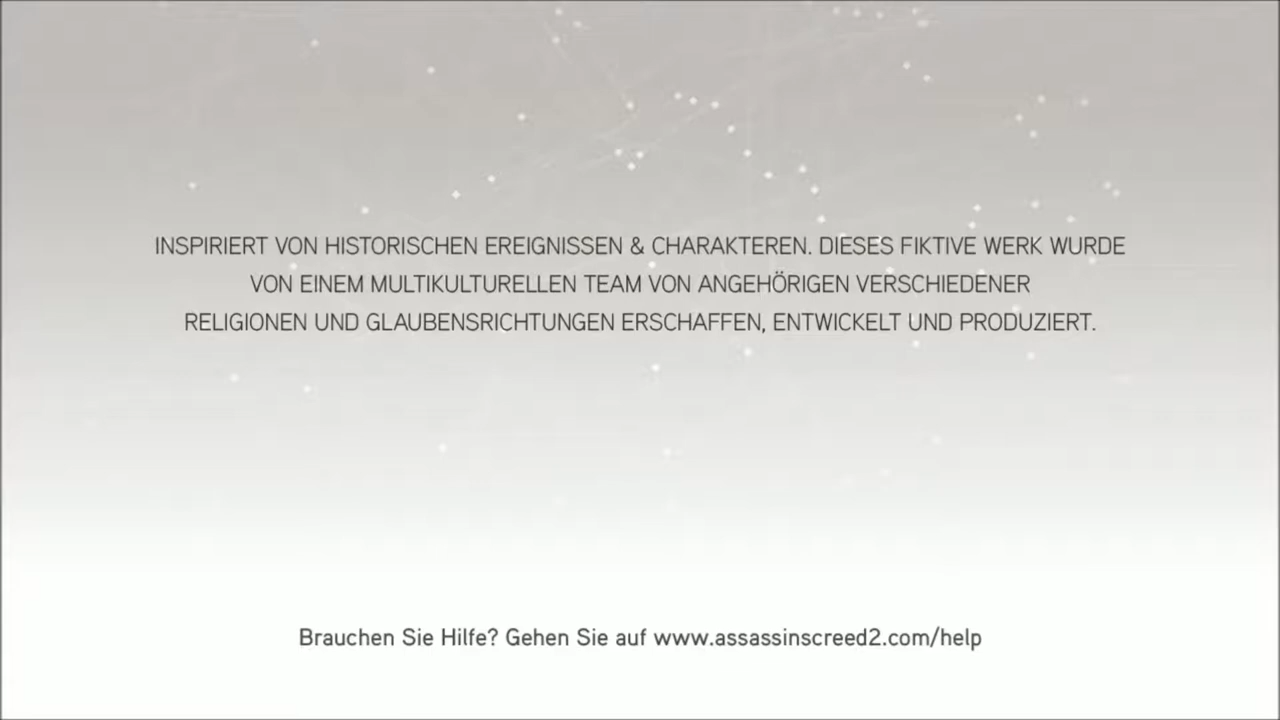 INSPIRIERT VON HISTORISCHEN EREIGNISSEN & CHARAKTEREN. DIESES FIKTIVE WERK WURDE
VON EINEM MULTIKULTURELLEN TEAM VON ANGEHÖRIGEN VERSCHIEDENER
RELIGIONEN UND GLAUBENSRICHTUNGEN ERSCHAFFEN, ENTWICKELT UND PRODUZIERT.
Brauchen Sie Hilfe? Gehen Sie auf www.assassinscreed2.com/help